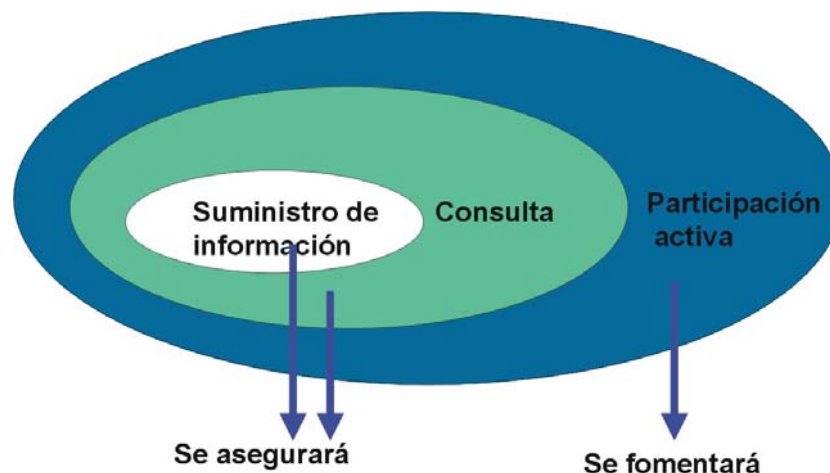 Suministro de
información
Consulta
Participación
activa
Se asegurará
Se fomentará